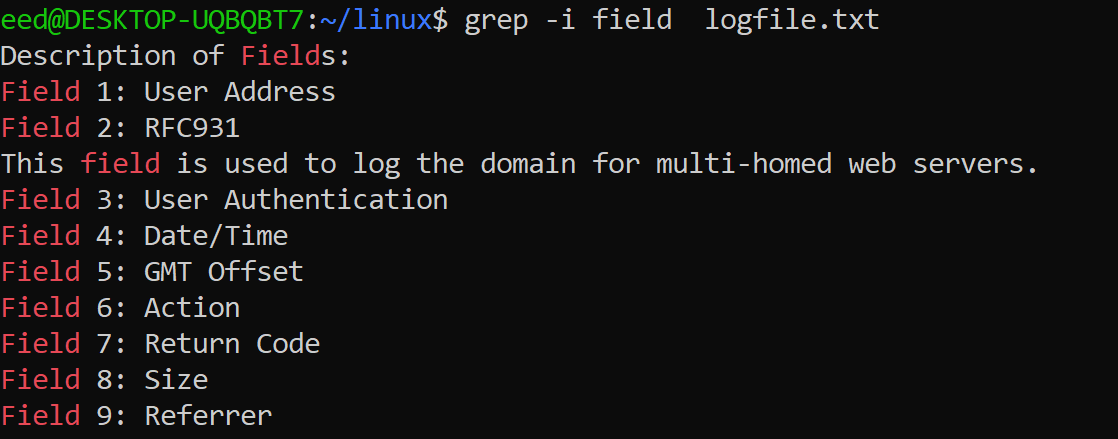 eed@DESKTOP-UQBQBT7:~/linux$ grep -i field  logfile.txt
Description of Fields:
Field 1: User Address
Field 2: RFC931
This field is used to log the domain for multi-homed web servers.
Field 3: User Authentication
Field 4: Date/Time
Field 5: GMT Offset
Field 6: Action
Field 7: Return Code
Field 8: Size
Field 9: Referrer